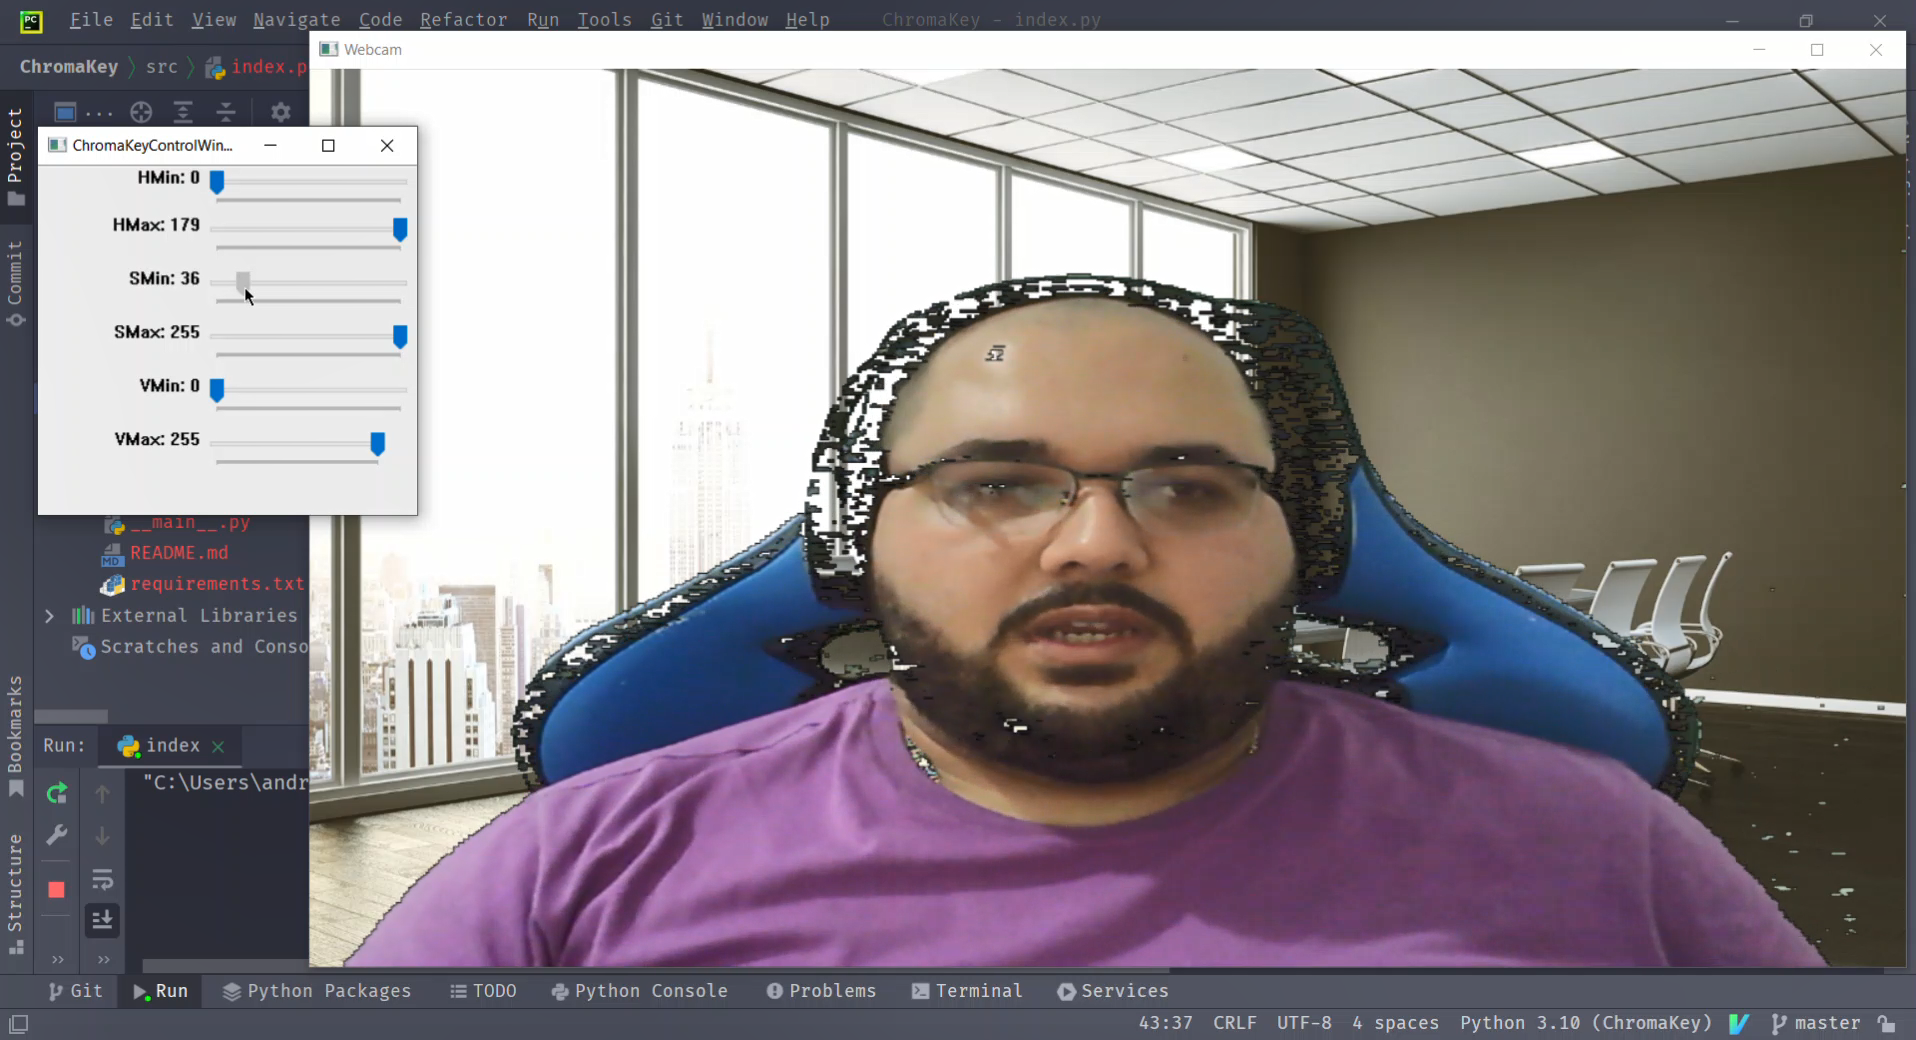 PC File Edit View Navigate Code Refactor Run Tools Git Window Help ChromaKey - index.py
Webcam
ChromaKey src index.p
Project
Commit
Bookmarks
Structure
ChromaKeyControlWin...
HMin: 0
HMax: 179
SMin: 36
SMax: 255
VMin: 0
VMax: 255
__main__.py
MD README.md
requirements.txt
External Libraries
Scratches and Conso
Run: index
"C:\Users\andr
Git Run Python Packages TODO Python Console Problems Terminal Services
43:37 CRLF UTF-8 4 spaces Python 3.10 (ChromaKey) master